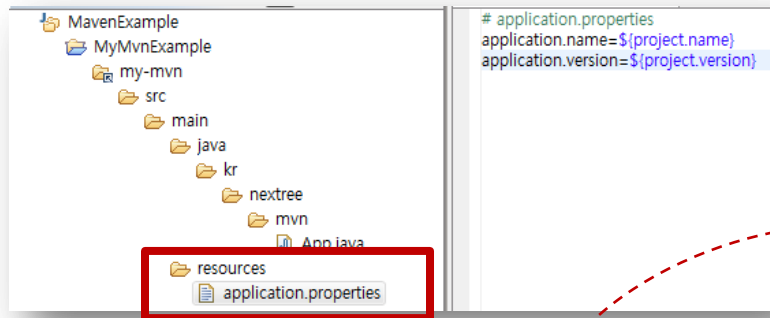 MavenExample
MyMvnExample
my-mvn
src
main
java
kr
nextree
mvn
App.java
resources
application.properties
# application.properties
application.name=${project.name}
application.version=${project.version}